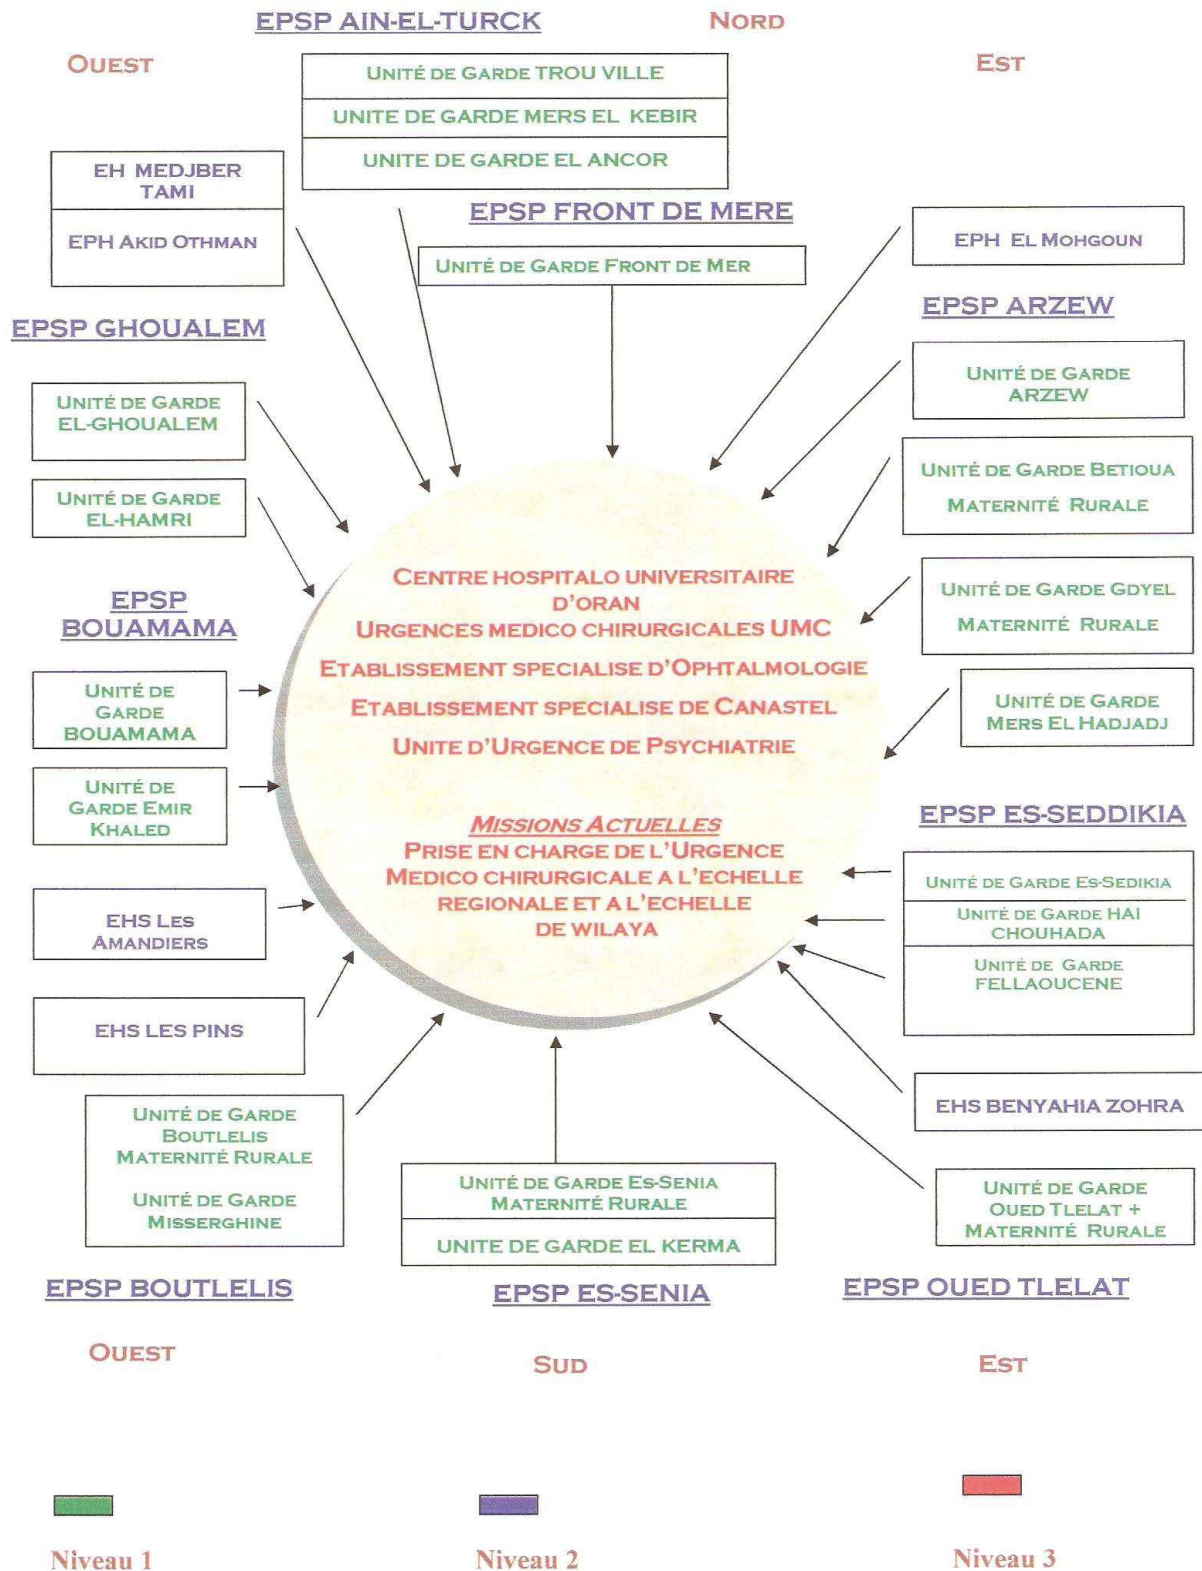 EPSP AIN-EL-TURCK
NORD
OUEST
EST
UNITÉ DE GARDE TROU VILLE
UNITE DE GARDE MERS EL KEBIR
UNITE DE GARDE EL ANCOR
EH MEDJBER
TAMI
EPH AKID OTHMAN
EPSP FRONT DE MERE
UNITÉ DE GARDE FRONT DE MER
EPH EL MOHGOUN
EPSP GHOUALEM
EPSP ARZEW
UNITÉ DE GARDE
ARZEW
UNITÉ DE GARDE
EL-GHOUALEM
UNITÉ DE GARDE
EL-HAMRI
UNITÉ DE GARDE BETIOUA
MATERNITÉ RURALE
EPSP
BOUAMAMA
UNITÉ DE GARDE GDYEL
MATERNITÉ RURALE
UNITÉ DE
GARDE
BOUAMAMA
UNITÉ DE GARDE
MERS EL HADJADJ
UNITÉ DE
GARDE EMIR
KHALED
CENTRE HOSPITALO UNIVERSITAIRE
D'ORAN
URGENCES MEDICO CHIRURGICALES UMC
ETABLISSEMENT SPECIALISE D'OPHTALMOLOGIE
ETABLISSEMENT SPECIALISE DE CANASTEL
UNITE D'URGENCE DE PSYCHIATRIE
MISSIONS ACTUELLES
PRISE EN CHARGE DE L'URGENCE
MEDICO CHIRURGICALE A L'ECHELLE
REGIONALE ET A L'ECHELLE
DE WILAYA
EPSP ES-SEDDIKIA
UNITÉ DE GARDE ES-SEDIKIA
UNITÉ DE GARDE HAI
CHOUHADA
UNITÉ DE GARDE
FELLAOUCENE
EHS LES
AMANDIERS
EHS LES PINS
EHS BENYAHIA ZOHRA
UNITÉ DE GARDE
BOUTLELIS
MATERNITÉ RURALE
UNITÉ DE GARDE
MISSERGHINE
UNITÉ DE GARDE ES-SENIA
MATERNITÉ RURALE
UNITE DE GARDE EL KERMA
UNITÉ DE GARDE
OUED TLELAT +
MATERNITÉ RURALE
EPSP BOUTLELIS
EPSP ES-SENIA
EPSP OUED TLELAT
OUEST
SUD
EST
Niveau 1
Niveau 2
Niveau 3